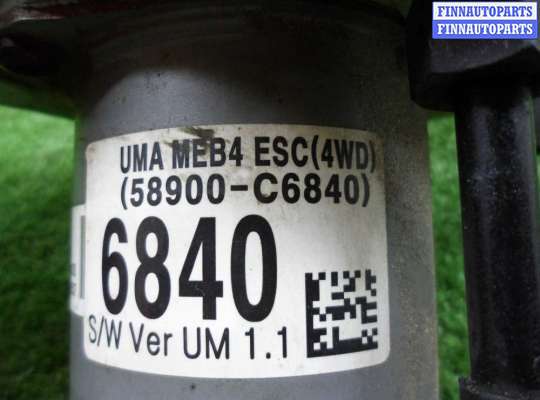 FINNAUTOPARTS
FINNAUTOPARTS
UMA MEB4 ESC(4WD)
(58900-C6840)
6840
S/W Ver UM 1.1